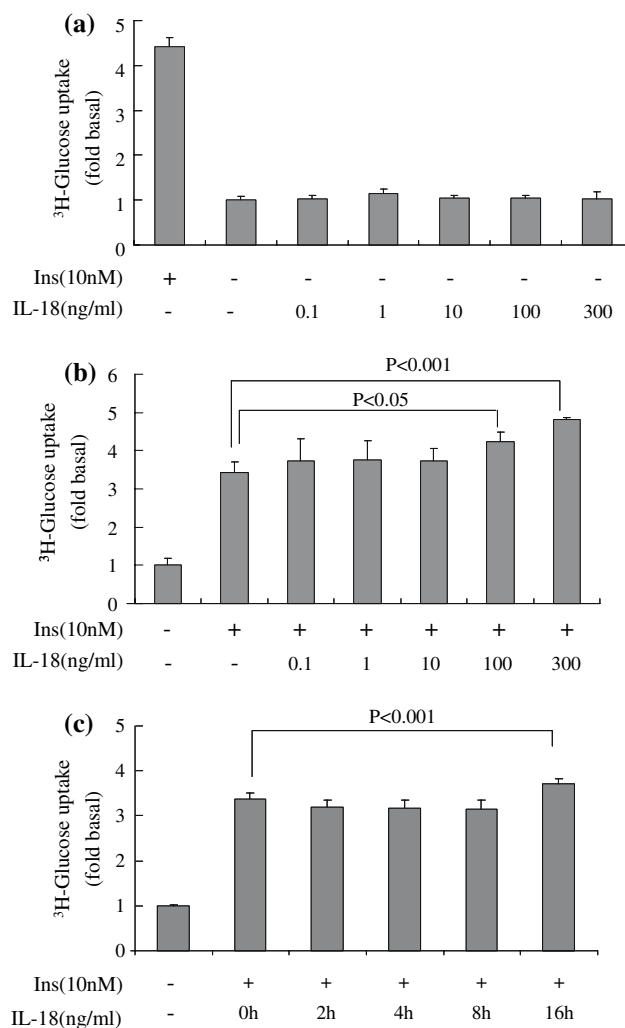 (a)
³H-Glucose uptake
(fold basal)
5
4
3
2
1
0
Ins(10nM) + - - - - - -
IL-18(ng/ml) - - 0.1 1 10 100 300
(b)
P<0.001
P<0.05
³H-Glucose uptake
(fold basal)
6
5
4
3
2
1
0
Ins(10nM) - + + + + + +
IL-18(ng/ml) - - 0.1 1 10 100 300
(c)
P<0.001
³H-Glucose uptake
(fold basal)
5
4
3
2
1
0
Ins(10nM) - + + + + +
IL-18(ng/ml) - 0h 2h 4h 8h 16h